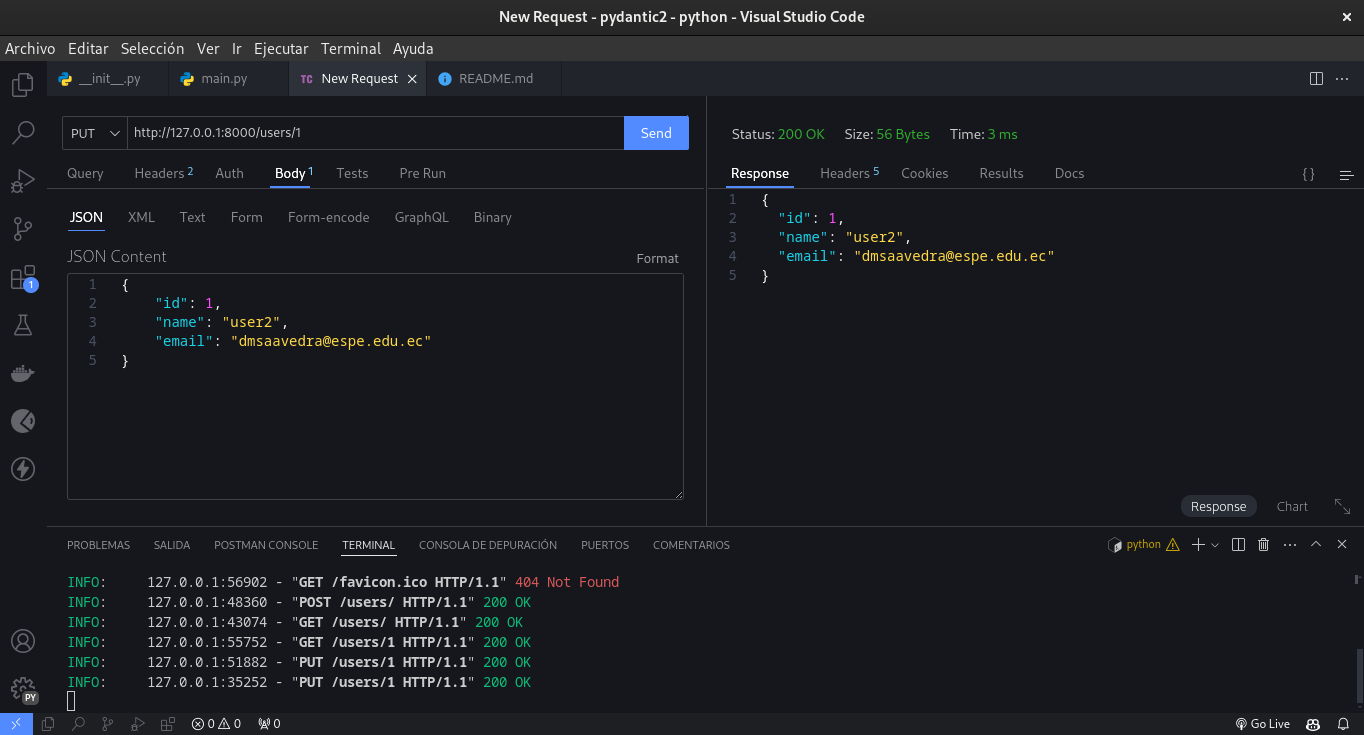 New Request - pydantic2 - python - Visual Studio Code
Archivo Editar Selección Ver Ir Ejecutar Terminal Ayuda
__init__.py main.py TC New Request README.md
PUT http://127.0.0.1:8000/users/1 Send
Query Headers 2 Auth Body 1 Tests Pre Run
JSON XML Text Form Form-encode GraphQL Binary
JSON Content Format
1 {
2 "id": 1,
3 "name": "user2",
4 "email": "dmsaavedra@espe.edu.ec"
5 }
Status: 200 OK Size: 56 Bytes Time: 3 ms
Response Headers 5 Cookies Results Docs { }
1 {
2 "id": 1,
3 "name": "user2",
4 "email": "dmsaavedra@espe.edu.ec"
5 }
Response Chart
1
PROBLEMAS SALIDA POSTMAN CONSOLE TERMINAL CONSOLA DE DEPURACIÓN PUERTOS COMENTARIOS python
INFO: 127.0.0.1:56902 - "GET /favicon.ico HTTP/1.1" 404 Not Found
INFO: 127.0.0.1:48360 - "POST /users/ HTTP/1.1" 200 OK
INFO: 127.0.0.1:43074 - "GET /users/ HTTP/1.1" 200 OK
INFO: 127.0.0.1:55752 - "GET /users/1 HTTP/1.1" 200 OK
INFO: 127.0.0.1:51882 - "PUT /users/1 HTTP/1.1" 200 OK
INFO: 127.0.0.1:35252 - "PUT /users/1 HTTP/1.1" 200 OK
PY
0 0 0 Go Live